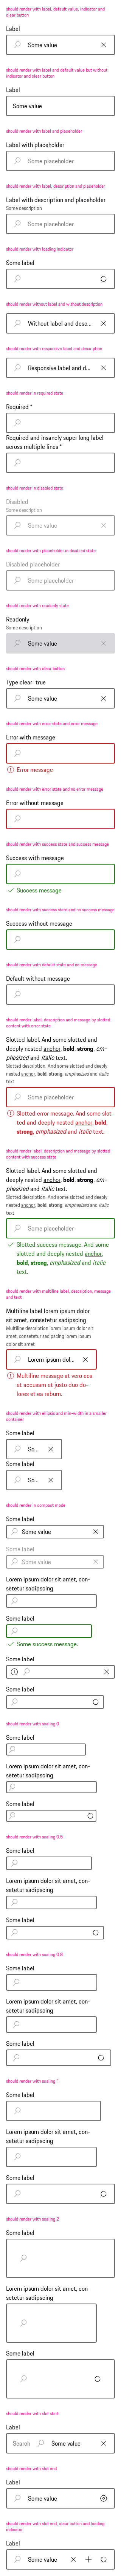 should render with label, default value, indicator and
clear button
Label
Some value
should render with label and default value but without
indicator and clear button
Label
Some value
should render with label and placeholder
Label with placeholder
Some placeholder
should render with label, description and placeholder
Label with description and placeholder
Some description
Some placeholder
should render with loading indicator
Some label
should render without label and without description
Without label and desc...
should render with responsive label and description
Responsive label and d...
should render in required state
Required *
Required and insanely super long label
across multiple lines *
should render in disabled state
Disabled
Some description
Some value
should render with placeholder in disabled state
Disabled placeholder
Some placeholder
should render with readonly state
Readonly
Some description
Some value
should render with clear button
Type clear=true
Some value
should render with error state and error message
Error with message
Error message
should render with error state and no error message
Error without message
should render with success state and success message
Success with message
Success message
should render with success state and no success message
Success without message
should render with default state and no message
Default without message
should render label, description and message by slotted
content with error state
Slotted label. And some slotted and
deeply nested anchor, bold, strong, em-
phasized and italic text.
Slotted description. And some slotted and deeply
nested anchor, bold, strong, emphasized and italic
text.
Some placeholder
Slotted error message. And some slot-
ted and deeply nested anchor, bold,
strong, emphasized and italic text.
should render label, description and message by slotted
content with success state
Slotted label. And some slotted and
deeply nested anchor, bold, strong, em-
phasized and italic text.
Slotted description. And some slotted and deeply
nested anchor, bold, strong, emphasized and italic
text.
Some placeholder
Slotted success message. And some
slotted and deeply nested anchor,
bold, strong, emphasized and italic
text.
should render with multiline label, description, message
and text
Multiline label lorem ipsum dolor
sit amet, consetetur sadipscing
Multiline description lorem ipsum dolor sit
amet, consetetur sadipscing lorem ipsum
dolor sit amet
Lorem ipsum dol...
Multiline message at vero eos
et accusam et justo duo do-
lores et ea rebum.
should render with ellipsis and min-width in a smaller
container
Some label
So...
Some label
So...
should render in compact mode
Some label
Some value
Some label
Some value
Lorem ipsum dolor sit amet, con-
setetur sadipscing
Some label
Some success message.
Some label
Some label
should render with scaling 0
Some label
Lorem ipsum dolor sit amet, con-
setetur sadipscing
Some label
should render with scaling 0.5
Some label
Lorem ipsum dolor sit amet, con-
setetur sadipscing
Some label
should render with scaling 0.8
Some label
Lorem ipsum dolor sit amet, con-
setetur sadipscing
Some label
should render with scaling 1
Some label
Lorem ipsum dolor sit amet, con-
setetur sadipscing
Some label
should render with scaling 2
Some label
Lorem ipsum dolor sit amet, con-
setetur sadipscing
Some label
should render with slot start
Label
Search Some value
should render with slot end
Label
Some value
should render with slot end, clear button and loading
indicator
Label
Some value